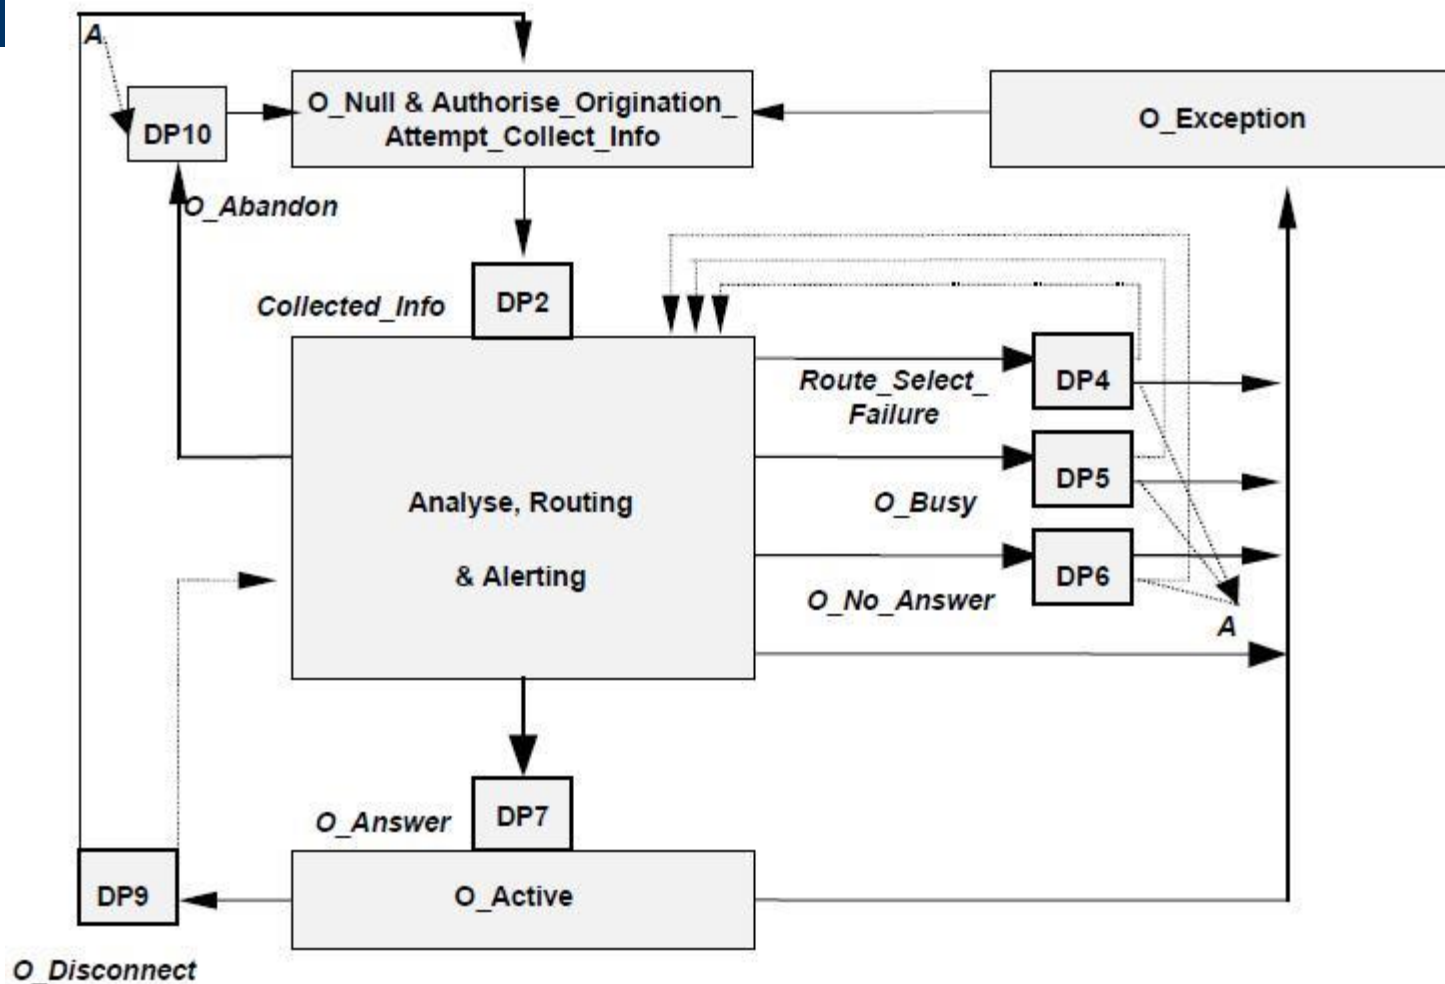 A
O_Null & Authorise_Origination_
Attempt_Collect_Info
O_Exception
DP10
O_Abandon
Collected_Info
DP2
Route_Select_
Failure
DP4
Analyse, Routing
& Alerting
O_Busy
DP5
O_No_Answer
DP6
A
O_Answer
DP7
DP9
O_Active
O_Disconnect